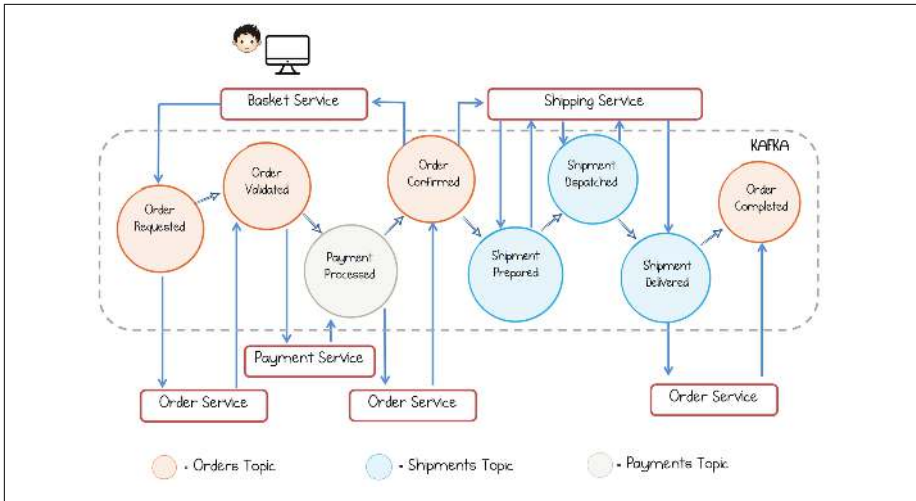 Basket Service
Shipping Service
KAFKA
Order
Validated
Order
Confirmed
Shipment
Dispatched
Order
Completed
Order
Requested
Payment
Processed
Shipment
Prepared
Shipment
Delivered
Payment Service
Order Service
Order Service
Order Service
- Orders Topic
- Shipments Topic
- Payments Topic